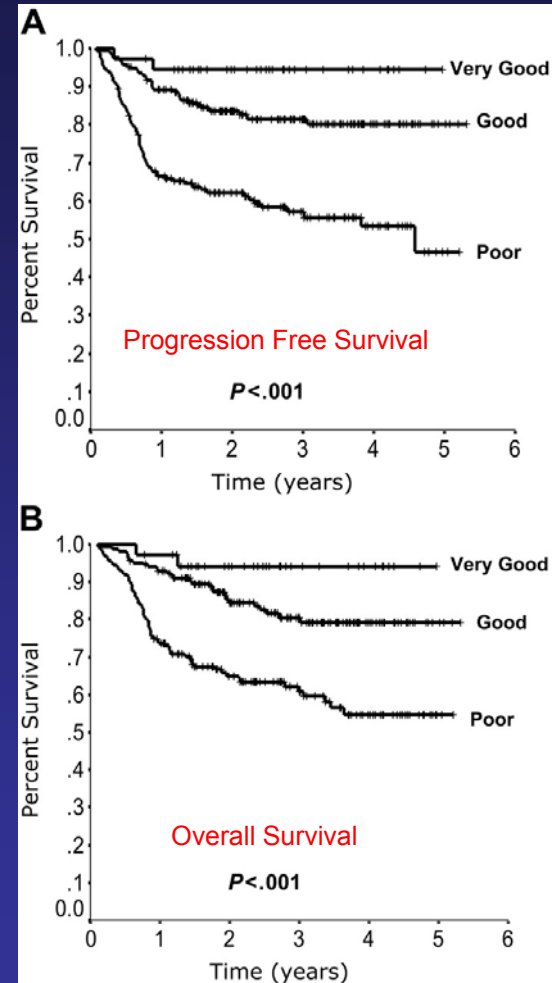 A
Percent Survival
1.0
.9
.8
.7
.6
.5
.4
.3
.2
.1
0.0
Very Good
Good
Poor
Progression Free Survival
P<.001
0 1 2 3 4 5 6
Time (years)
B
Percent Survival
1.0
.9
.8
.7
.6
.5
.4
.3
.2
.1
0.0
Very Good
Good
Poor
Overall Survival
P<.001
0 1 2 3 4 5 6
Time (years)